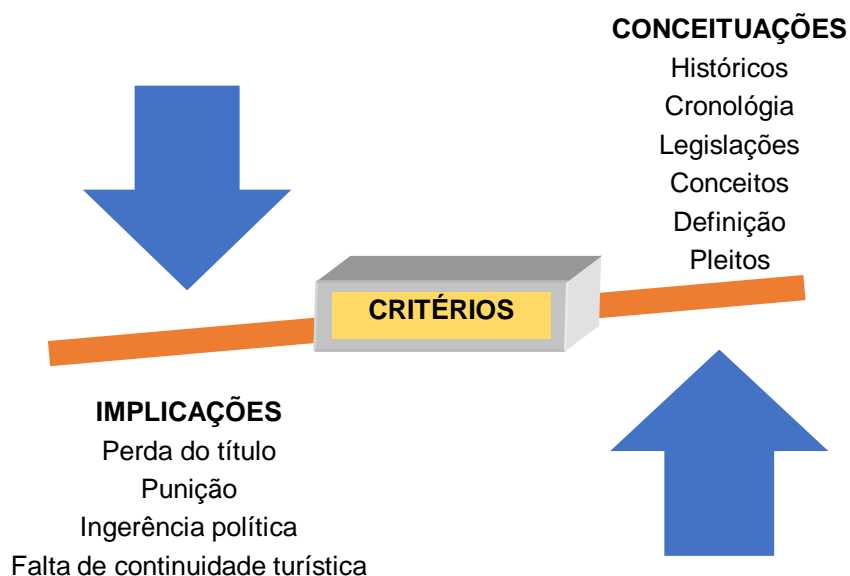 CONCEITUAÇÕES
Históricos
Cronológia
Legislações
Conceitos
Definição
Pleitos
CRITÉRIOS
IMPLICAÇÕES
Perda do título
Punição
Ingerência política
Falta de continuidade turística